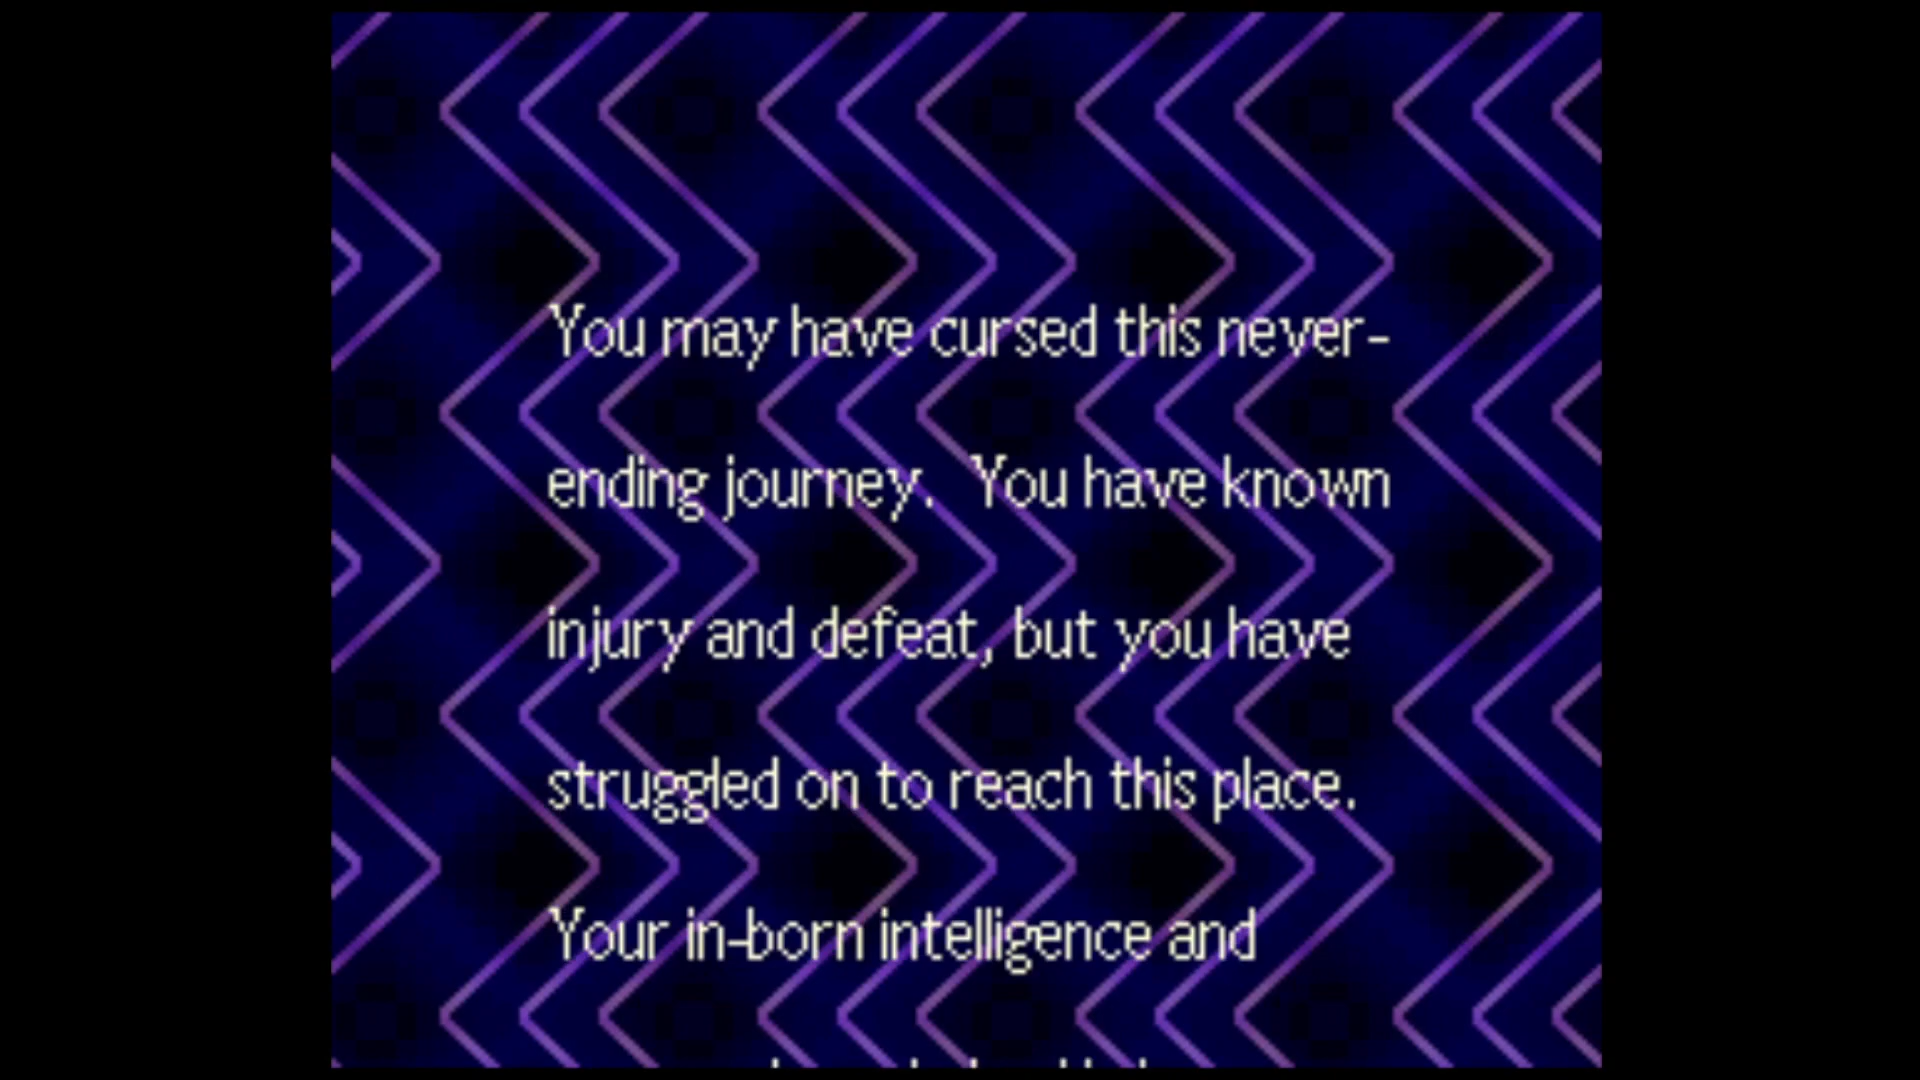 You may have cursed this never-
ending journey.  You have known
injury and defeat, but you have
struggled on to reach this place.
Your in-born intelligence and